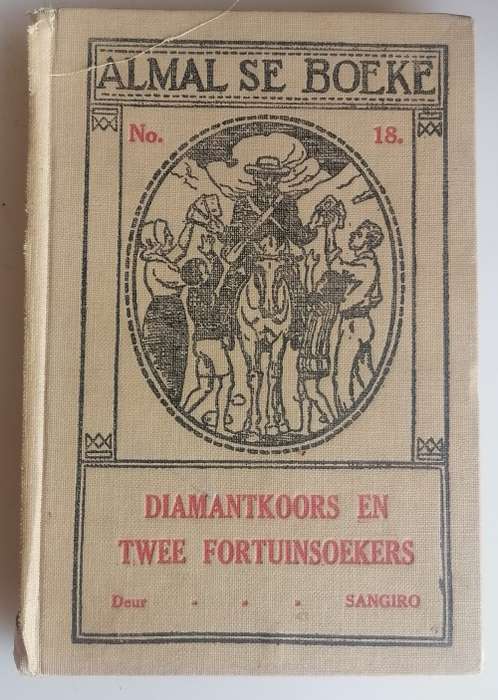 ALMAL SE BOEKE
No. 18.
DIAMANTKOORS EN
TWEE FORTUINSOEKERS
Deur . . . SANGIRO